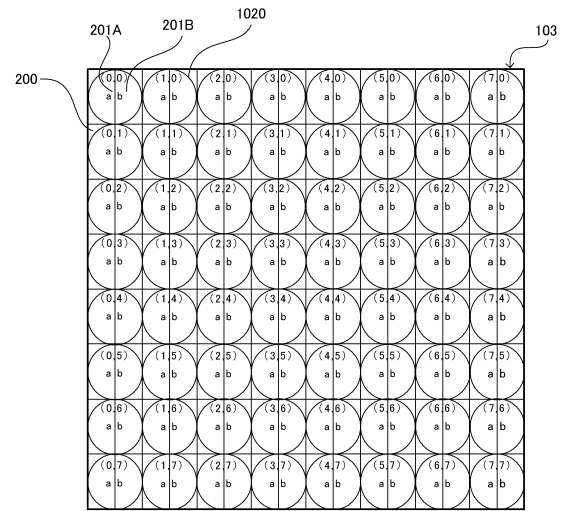 201A 201B 1020 103
200
(0,0) (1,0) (2,0) (3,0) (4,0) (5,0) (6,0) (7,0)
a b a b a b a b a b a b a b a b
(0,1) (1,1) (2,1) (3,1) (4,1) (5,1) (6,1) (7,1)
a b a b a b a b a b a b a b a b
(0,2) (1,2) (2,2) (3,2) (4,2) (5,2) (6,2) (7,2)
a b a b a b a b a b a b a b a b
(0,3) (1,3) (2,3) (3,3) (4,3) (5,3) (6,3) (7,3)
a b a b a b a b a b a b a b a b
(0,4) (1,4) (2,4) (3,4) (4,4) (5,4) (6,4) (7,4)
a b a b a b a b a b a b a b a b
(0,5) (1,5) (2,5) (3,5) (4,5) (5,5) (6,5) (7,5)
a b a b a b a b a b a b a b a b
(0,6) (1,6) (2,6) (3,6) (4,6) (5,6) (6,6) (7,6)
a b a b a b a b a b a b a b a b
(0,7) (1,7) (2,7) (3,7) (4,7) (5,7) (6,7) (7,7)
a b a b a b a b a b a b a b a b